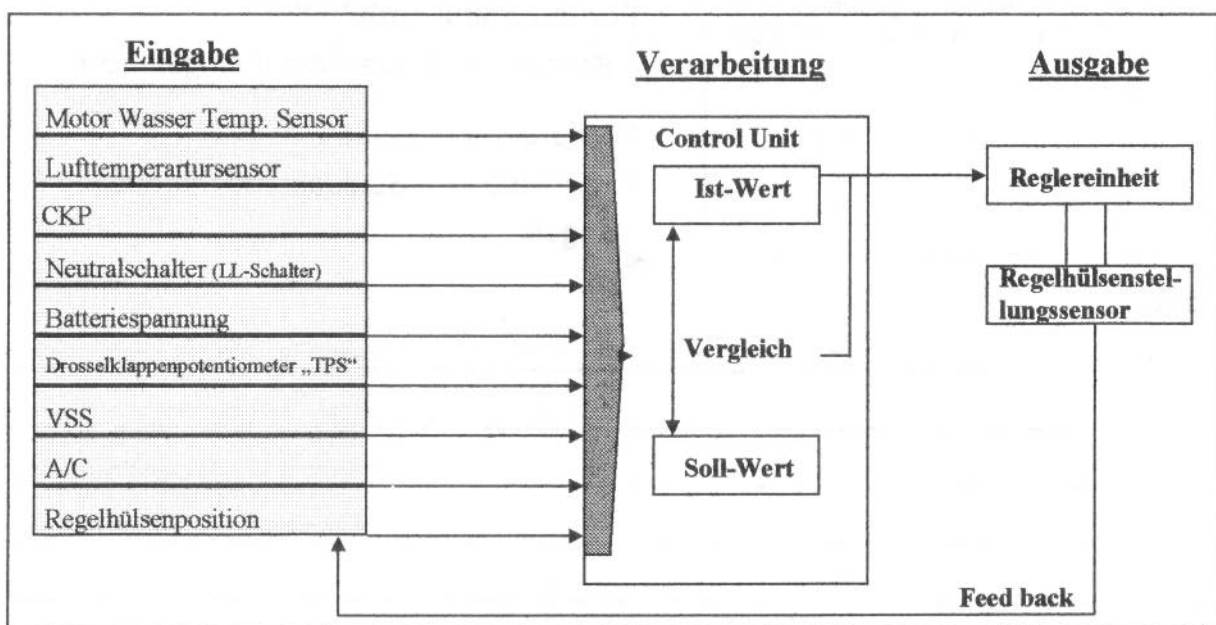 Eingabe
Motor Wasser Temp. Sensor
Lufttemperartursensor
CKP
Neutralschalter (LL-Schalter)
Batteriespannung
Drosselklappenpotentiometer „TPS“
VSS
A/C
Regelhülsenposition
Verarbeitung
Control Unit
Ist-Wert
Vergleich
Soll-Wert
Ausgabe
Reglereinheit
Regelhülsenstel-
lungssensor
Feed back